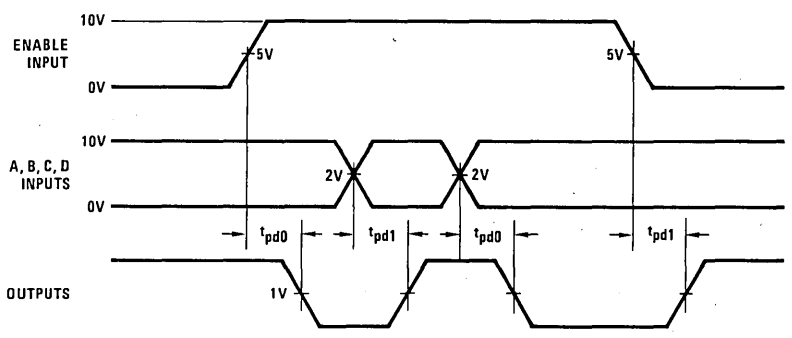 10V
ENABLE
INPUT
5V
5V
0V
10V
A, B, C, D
INPUTS
2V
2V
0V
tpd0
tpd1
tpd0
tpd1
OUTPUTS
1V